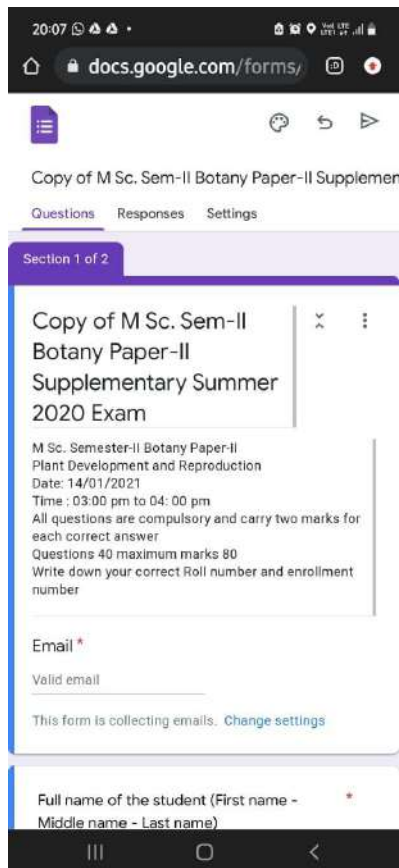 20:07
docs.google.com/forms/
Copy of M Sc. Sem-II Botany Paper-II Supplemen
Questions Responses Settings
Section 1 of 2
Copy of M Sc. Sem-II
Botany Paper-II
Supplementary Summer
2020 Exam
M Sc. Semester-II Botany Paper-II
Plant Development and Reproduction
Date: 14/01/2021
Time : 03:00 pm to 04: 00 pm
All questions are compulsory and carry two marks for
each correct answer
Questions 40 maximum marks 80
Write down your correct Roll number and enrollment
number
Email *
Valid email
This form is collecting emails. Change settings
Full name of the student (First name - *
Middle name - Last name)